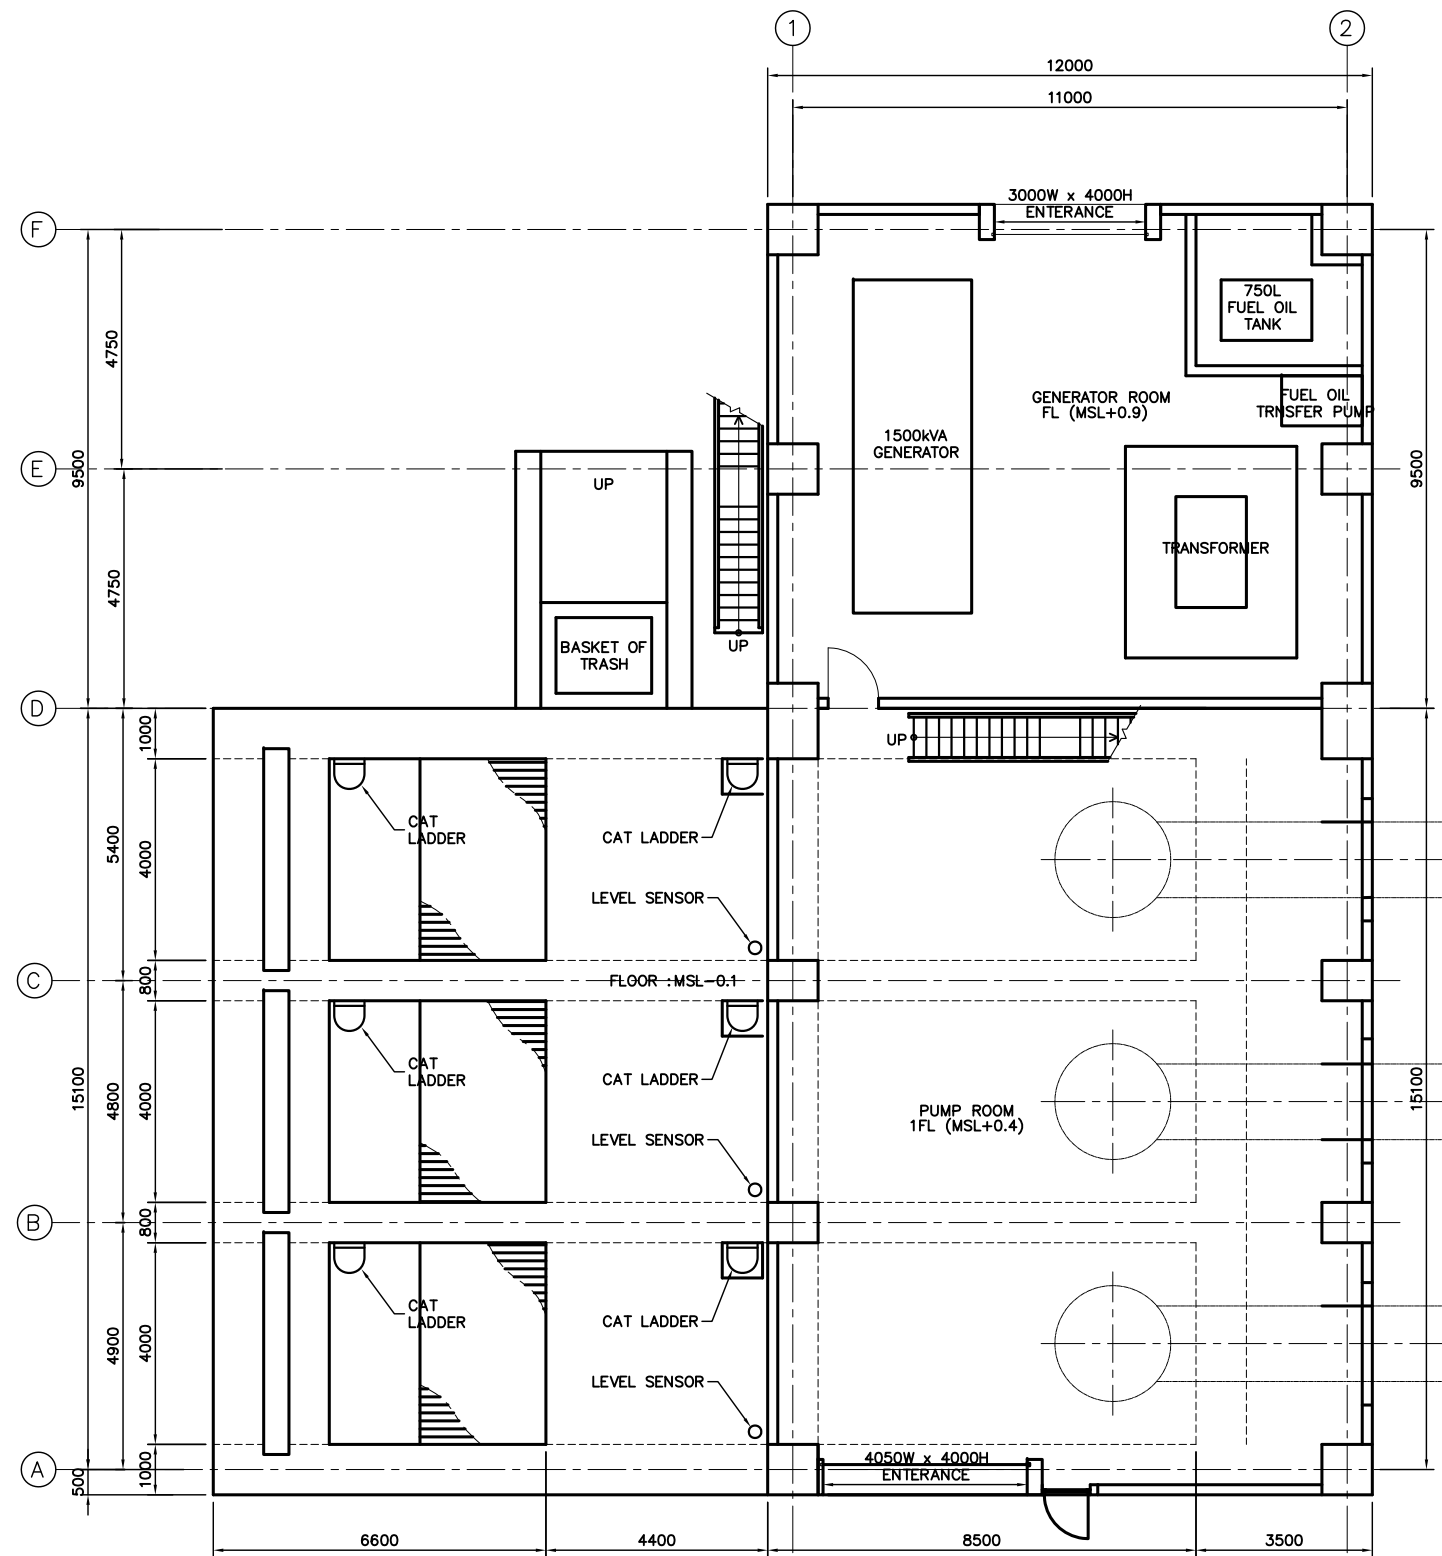 1
2
12000
11000
3000W x 4000H
ENTERANCE
F
750L
FUEL OIL
TANK
4750
GENERATOR ROOM
FL (MSL+0.9)
FUEL OIL
TRNSFER PUMP
1500kVA
GENERATOR
E
9500
9500
UP
TRANSFORMER
4750
BASKET OF
TRASH
UP
D
1000
UP
CAT
LADDER
CAT LADDER
5400
4000
LEVEL SENSOR
C
800
FLOOR :MSL-0.1
CAT
LADDER
CAT LADDER
15100
4800
4000
15100
PUMP ROOM
1FL (MSL+0.4)
LEVEL SENSOR
B
800
CAT
LADDER
CAT LADDER
4900
4000
LEVEL SENSOR
A
500
1000
4050W x 4000H
ENTERANCE
6600
4400
8500
3500